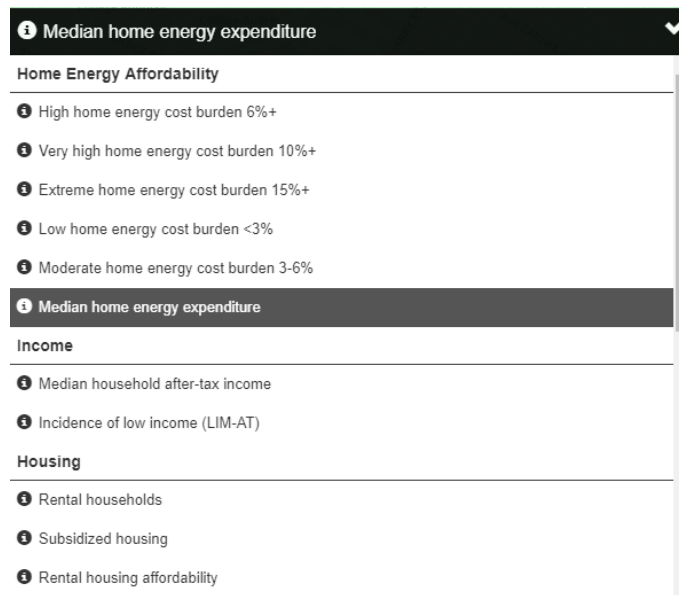 Median home energy expenditure
Home Energy Affordability
High home energy cost burden 6%+
Very high home energy cost burden 10%+
Extreme home energy cost burden 15%+
Low home energy cost burden <3%
Moderate home energy cost burden 3-6%
Median home energy expenditure
Income
Median household after-tax income
Incidence of low income (LIM-AT)
Housing
Rental households
Subsidized housing
Rental housing affordability